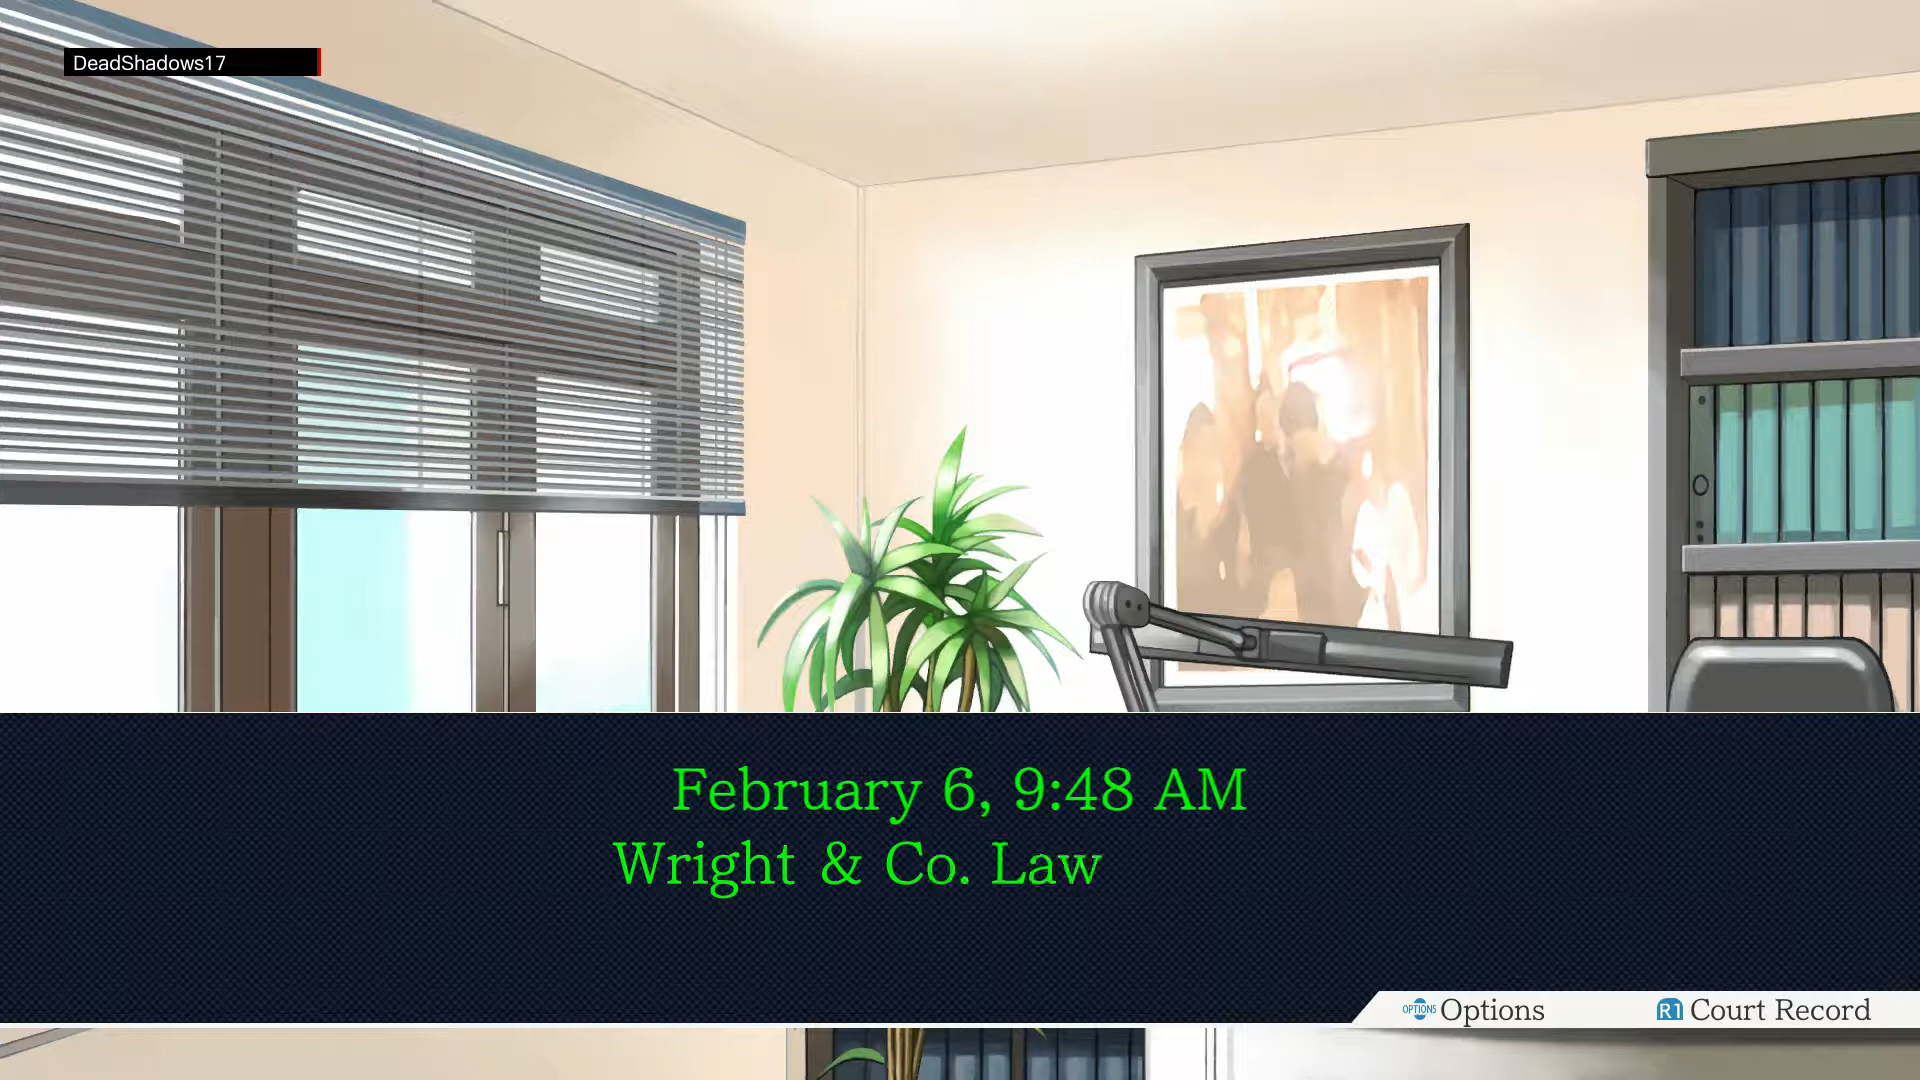 DeadShadows17
February 6, 9:48 AM
Wright & Co. Law
OPTIONS Options
R1 Court Record